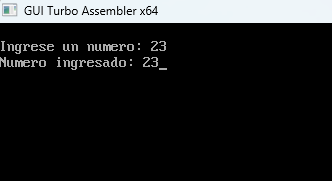 GUI Turbo Assembler x64
Ingrese un numero: 23
Numero ingresado: 23_